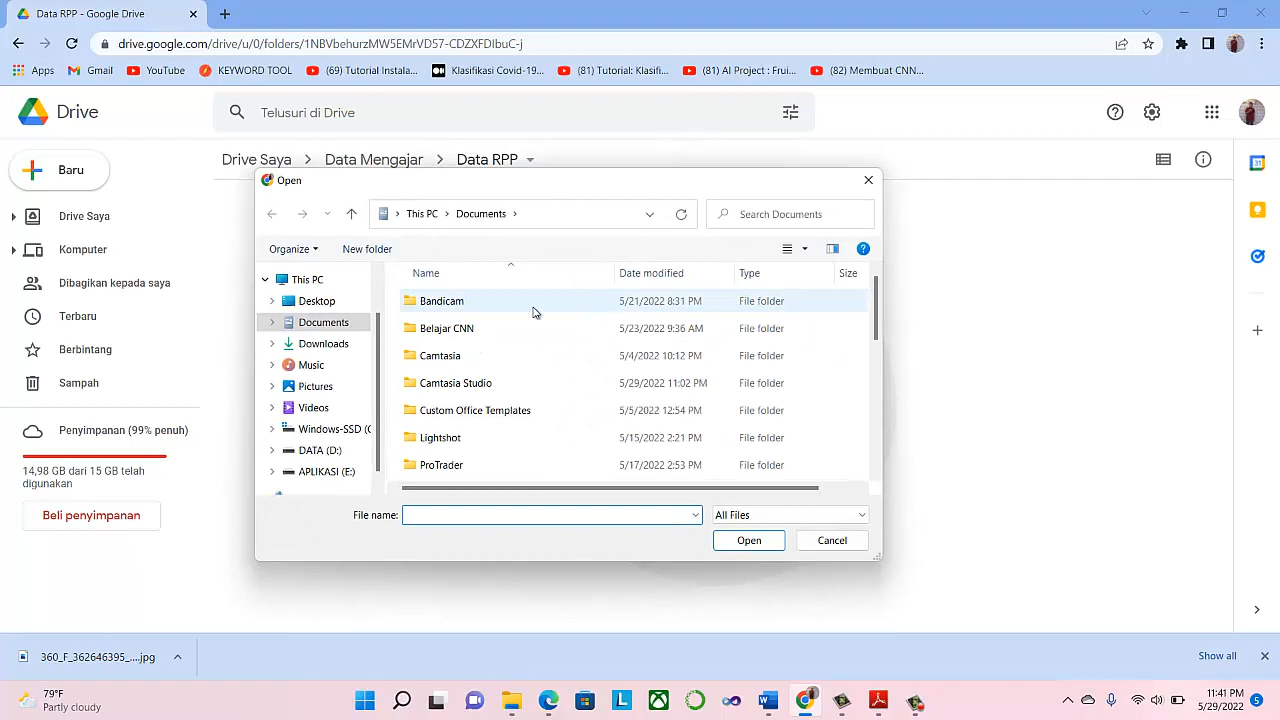 Data RPP - Google Drive
drive.google.com/drive/u/0/folders/1NBVbehurzMW5EMrVD57-CDZXFDIbuC-j
Apps
Gmail
YouTube
KEYWORD TOOL
(69) Tutorial Instala...
Klasifikasi Covid-19...
(81) Tutorial: Klasifi...
(81) AI Project : Frui...
(82) Membuat CNN...
Drive
Telusuri di Drive
Baru
Drive Saya > Data Mengajar > Data RPP
Drive Saya
Komputer
Dibagikan kepada saya
Terbaru
Berbintang
Sampah
Penyimpanan (99% penuh)
14,98 GB dari 15 GB telah
digunakan
Beli penyimpanan
Open
This PC > Documents >
Search Documents
Organize
New folder
This PC
Desktop
Documents
Downloads
Music
Pictures
Videos
Windows-SSD (C
DATA (D:)
APLIKASI (E:)
Name Date modified Type Size
Bandicam 5/21/2022 8:31 PM File folder
Belajar CNN 5/23/2022 9:36 AM File folder
Camtasia 5/4/2022 10:12 PM File folder
Camtasia Studio 5/29/2022 11:02 PM File folder
Custom Office Templates 5/5/2022 12:54 PM File folder
Lightshot 5/15/2022 2:21 PM File folder
ProTrader 5/17/2022 2:53 PM File folder
File name:
All Files
Open
Cancel
31
360_F_362646395_....jpg
Show all
79°F
Partly cloudy
L
W
11:41 PM
5/29/2022
5